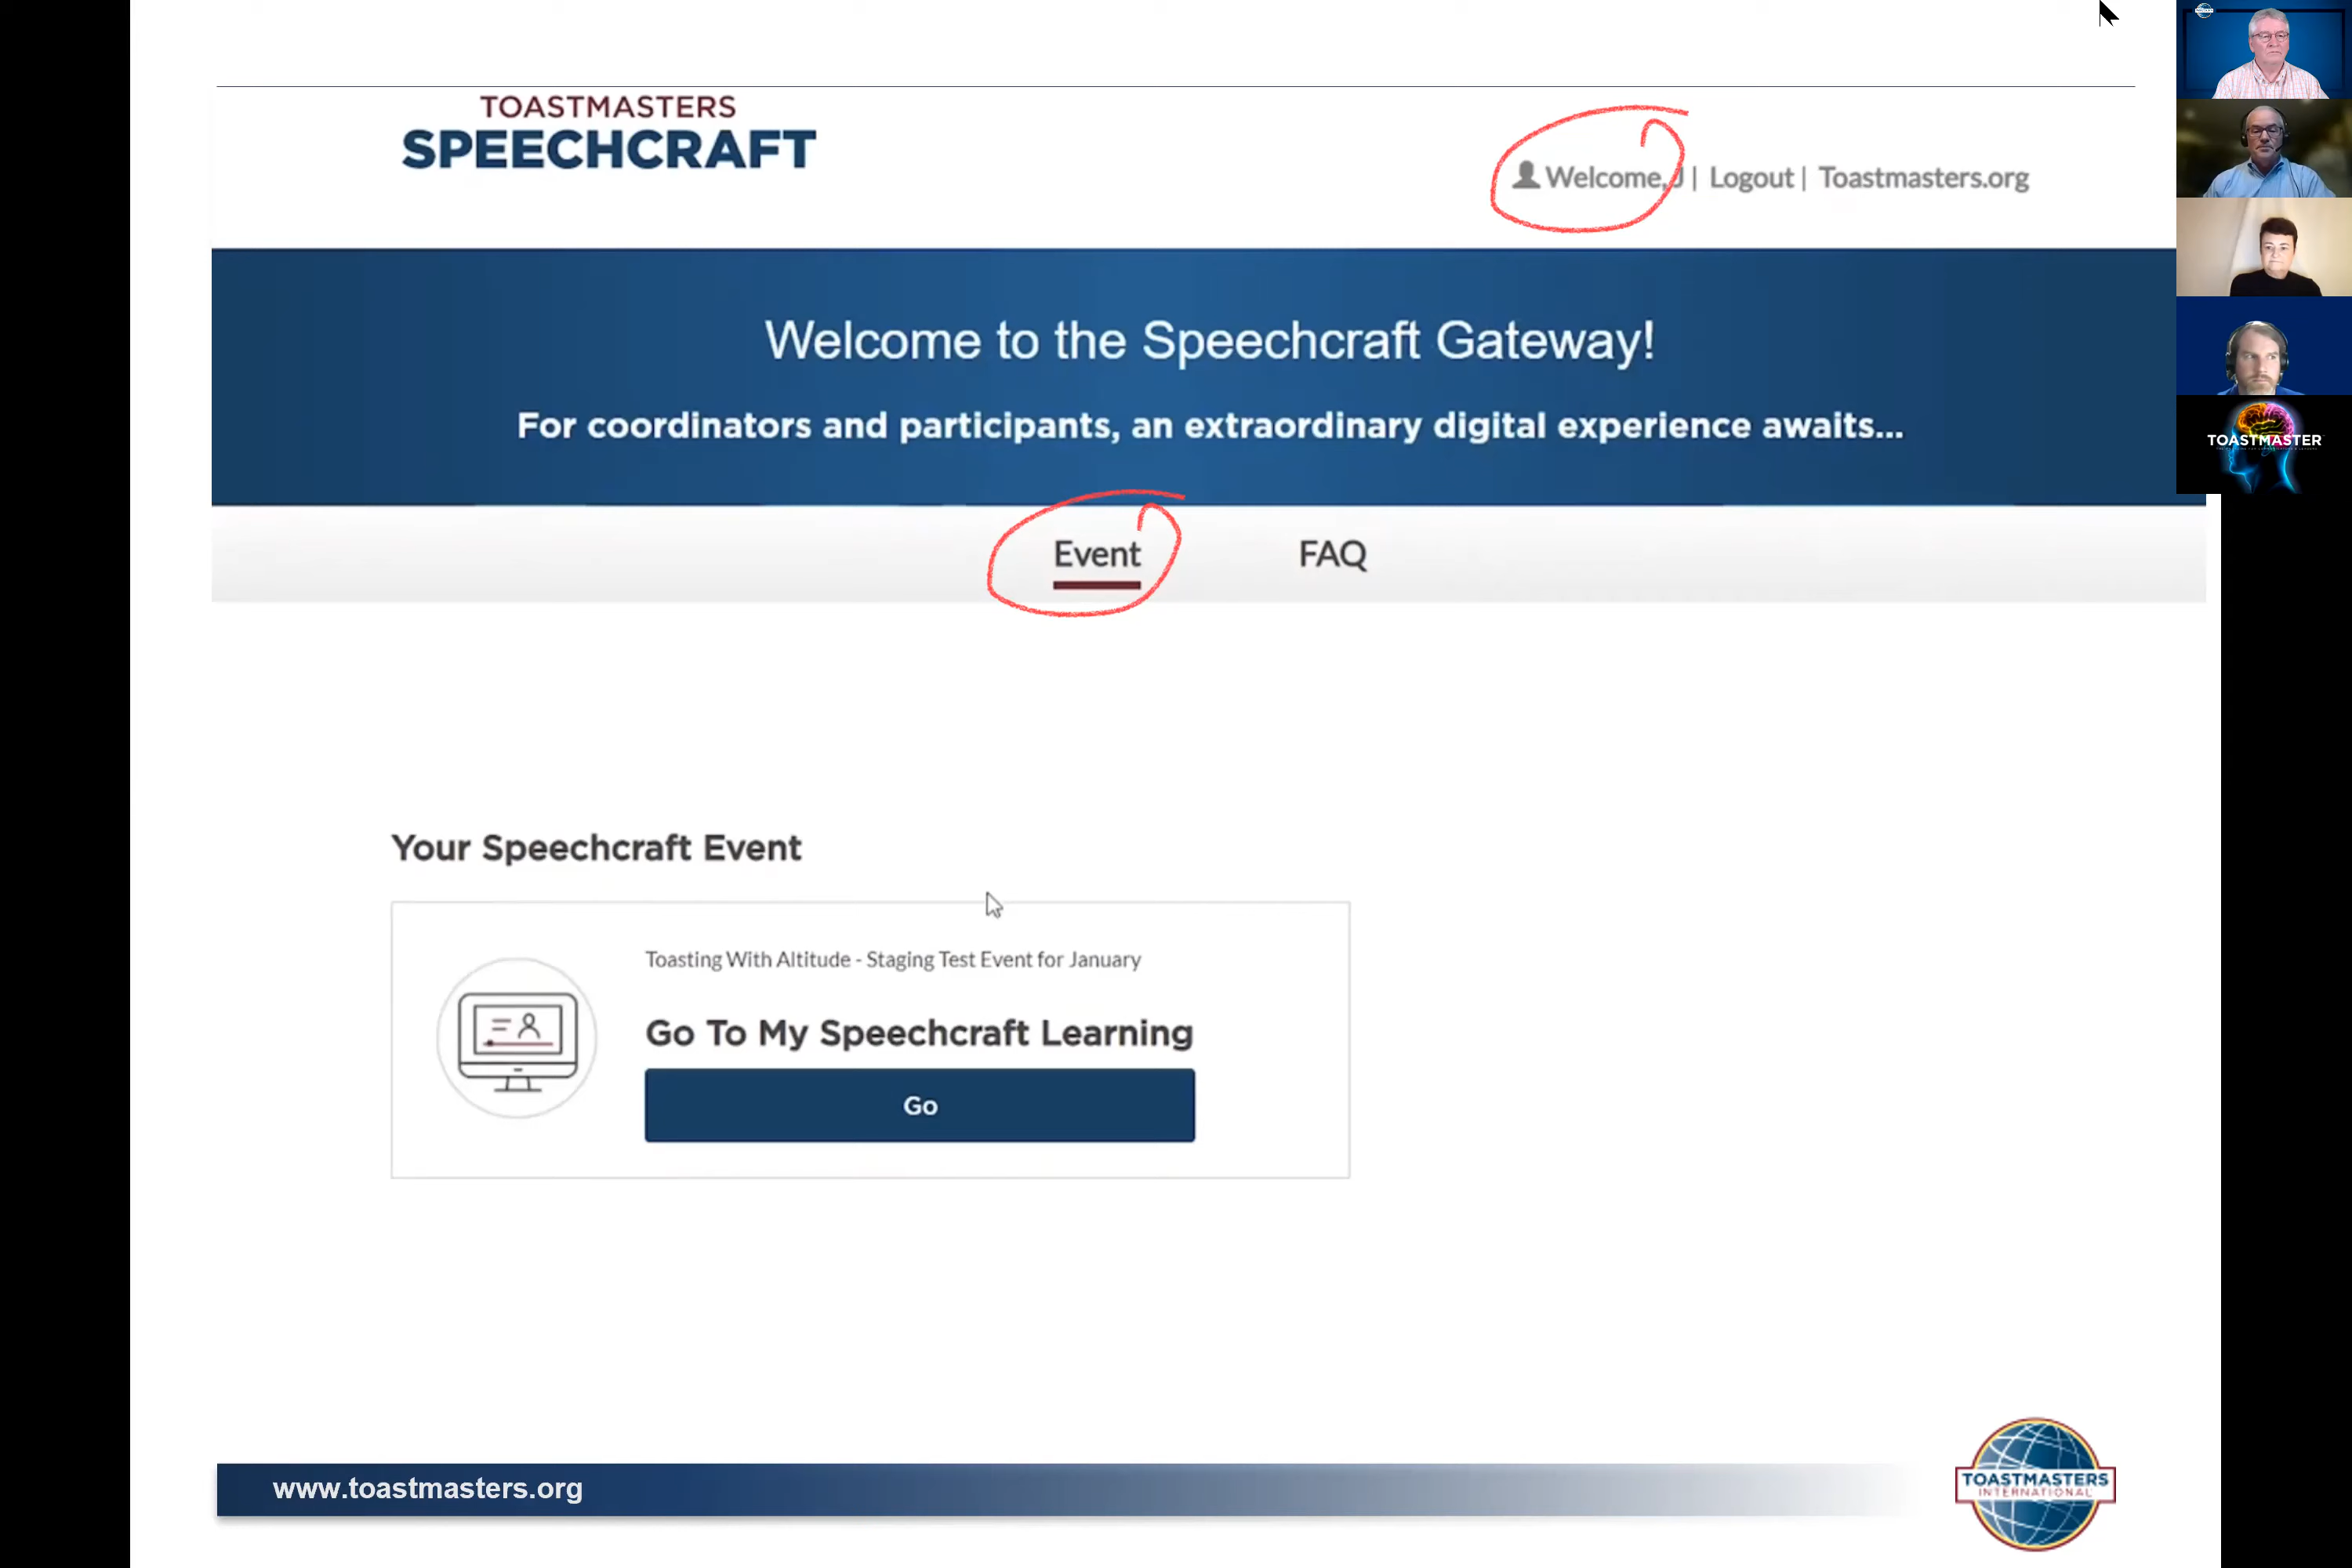 TOASTMASTERS
SPEECHCRAFT
Welcome, J | Logout | Toastmasters.org
Welcome to the Speechcraft Gateway!
For coordinators and participants, an extraordinary digital experience awaits...
Event FAQ
Your Speechcraft Event
Toasting With Altitude - Staging Test Event for January
Go To My Speechcraft Learning
Go
www.toastmasters.org
TOASTMASTERS
INTERNATIONAL
TOASTMASTER